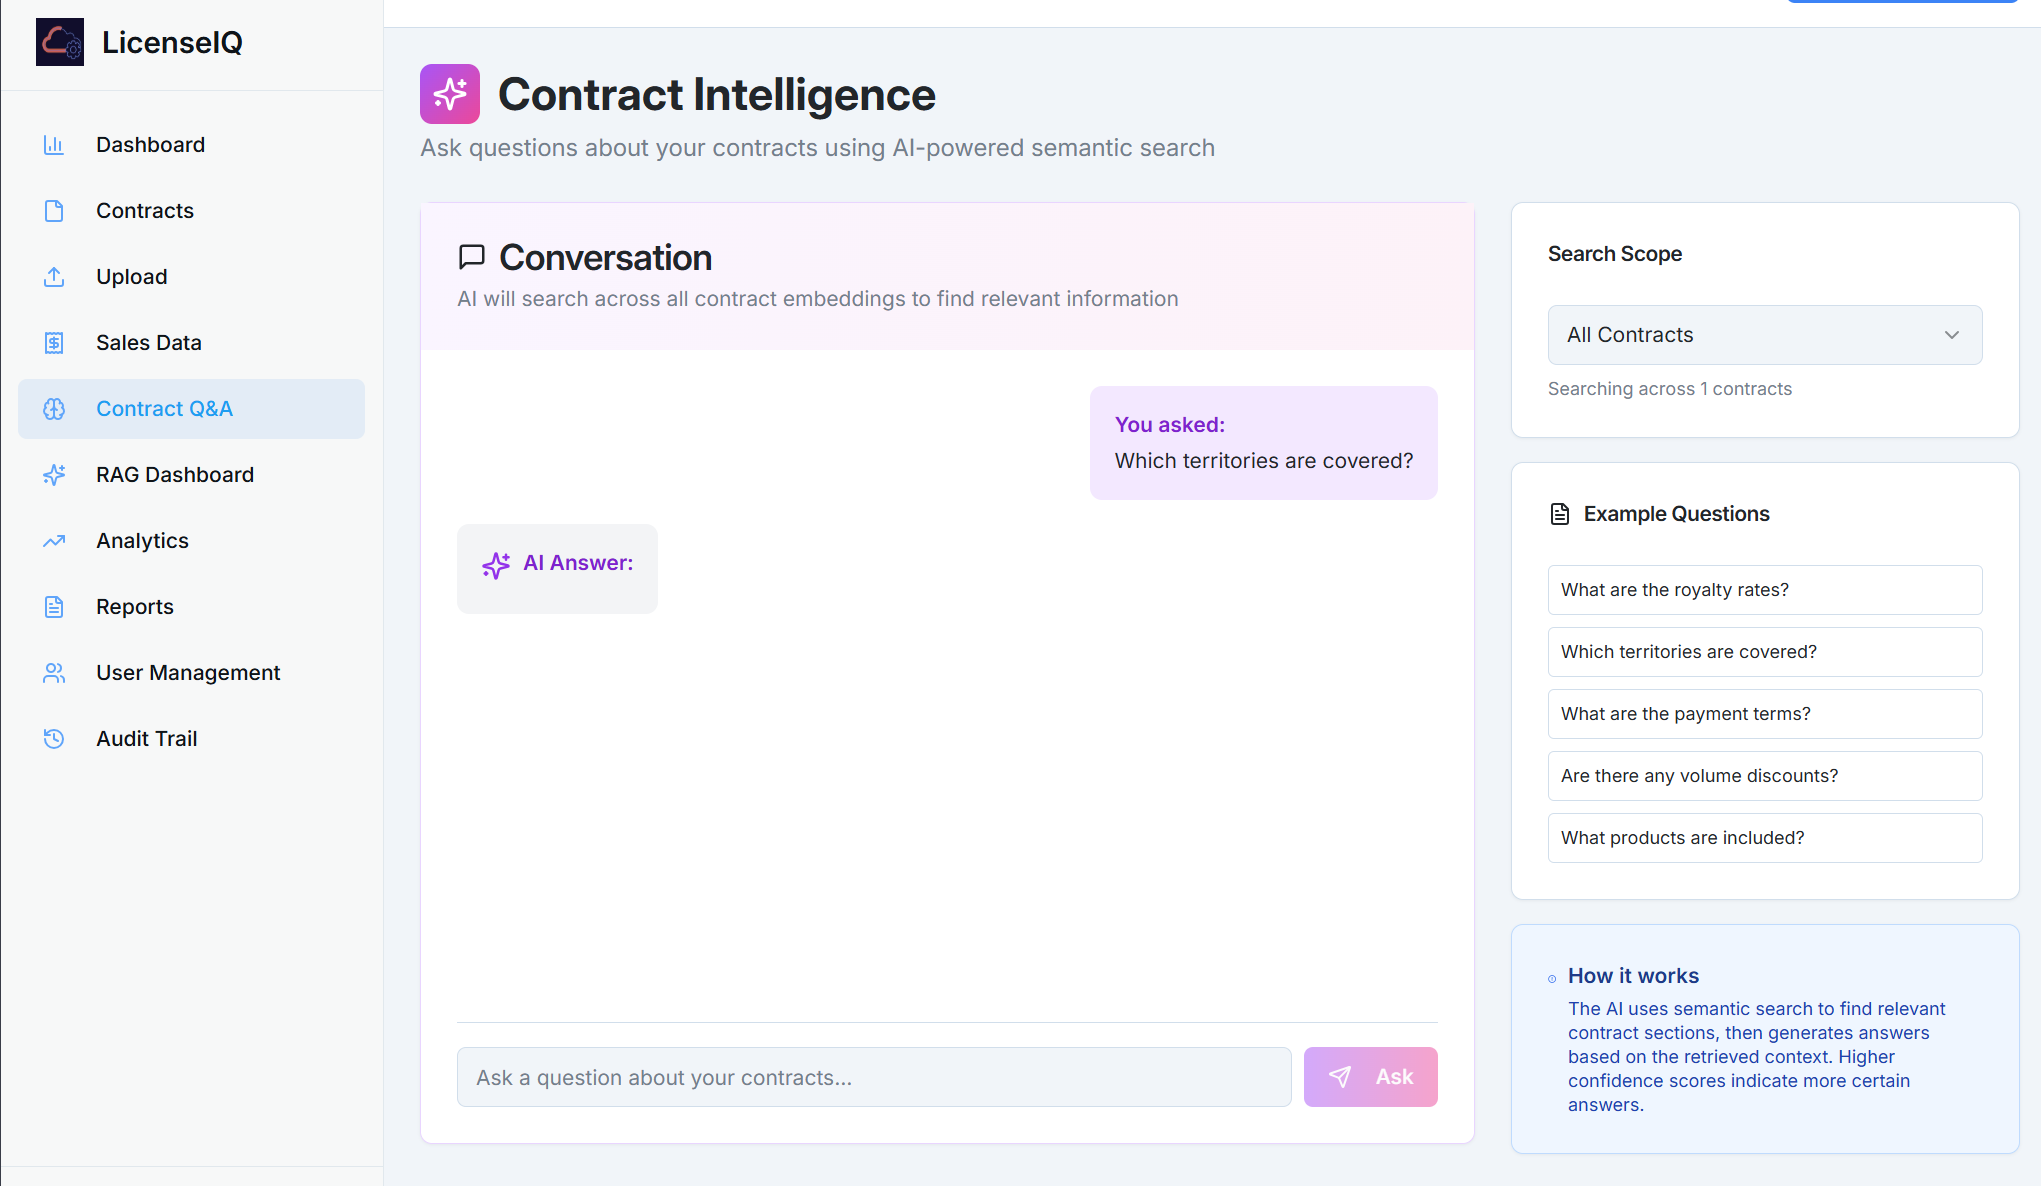 LicenseIQ
Dashboard
Contracts
Upload
Sales Data
Contract Q&A
RAG Dashboard
Analytics
Reports
User Management
Audit Trail
Contract Intelligence
Ask questions about your contracts using AI-powered semantic search
Conversation
AI will search across all contract embeddings to find relevant information
You asked:
Which territories are covered?
AI Answer:
Ask a question about your contracts...
Ask
Search Scope
All Contracts
Searching across 1 contracts
Example Questions
What are the royalty rates?
Which territories are covered?
What are the payment terms?
Are there any volume discounts?
What products are included?
How it works
The AI uses semantic search to find relevant
contract sections, then generates answers
based on the retrieved context. Higher
confidence scores indicate more certain
answers.